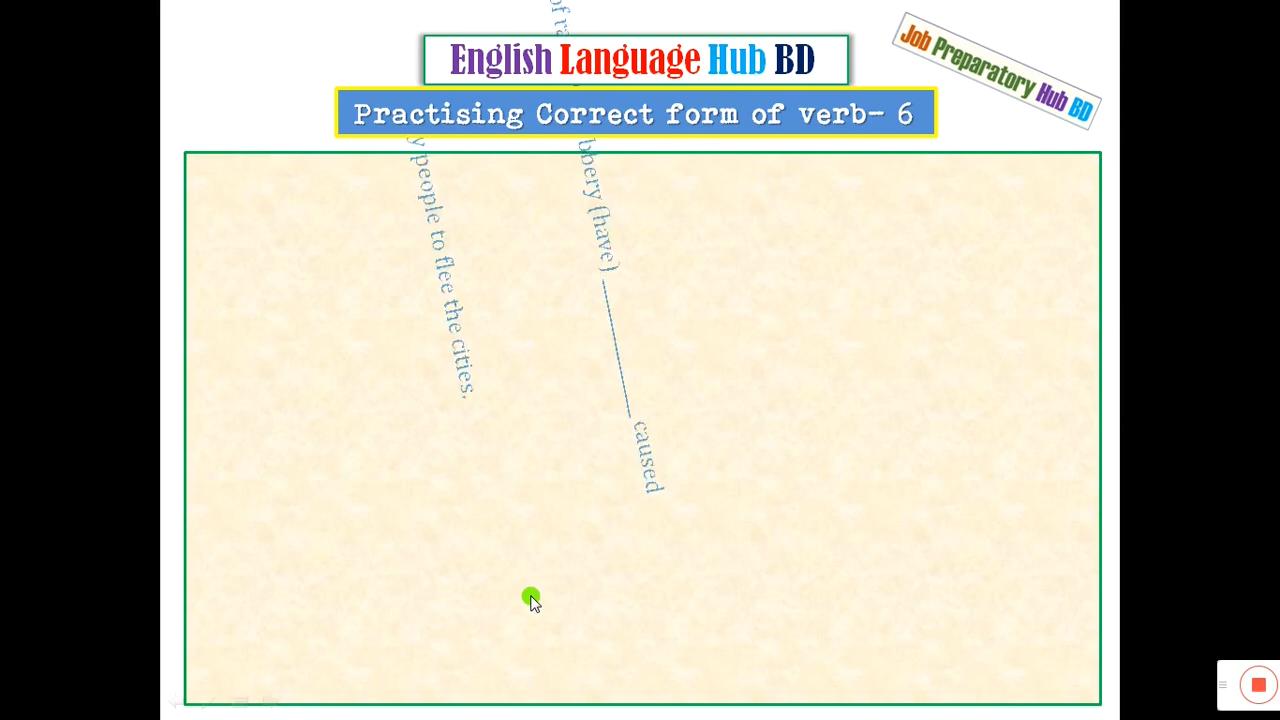 English Language Hub BD
Job Preparatory Hub BD
Practising Correct form of verb- 6
(have) ———— caused
people to flee the cities.